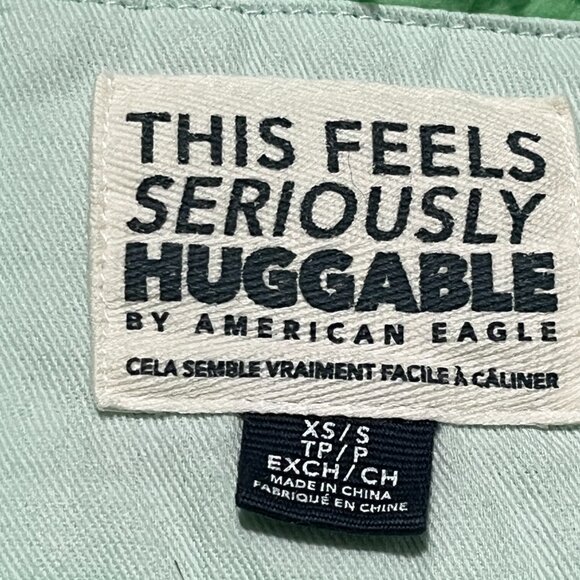 THIS FEELS
SERIOUSLY
HUGGABLE
BY AMERICAN EAGLE
CELA SEMBLE VRAIMENT FACILE À CÂLINER
XS/S
TP/P
EXCH/CH
MADE IN CHINA
FABRIQUÉ EN CHINE